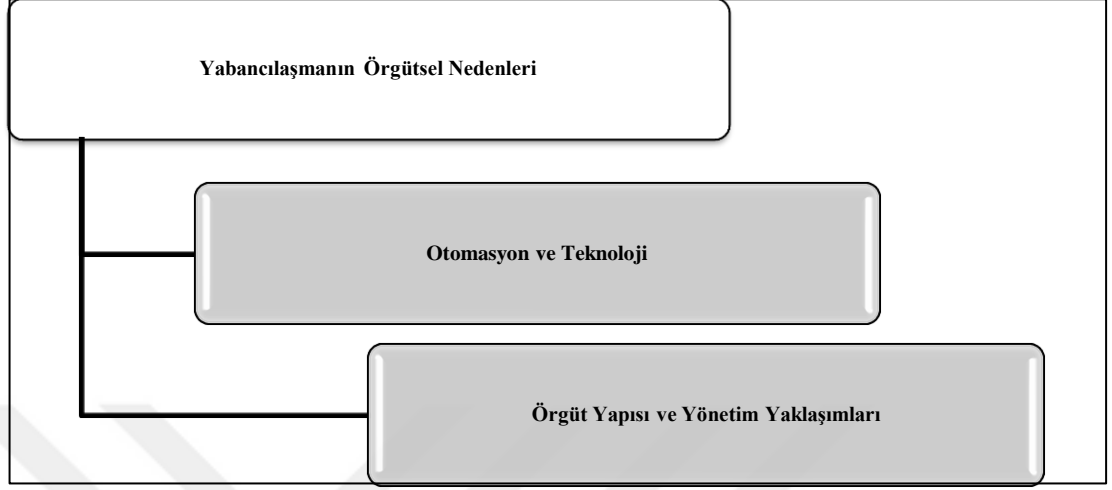 Yabancılaşmanın Örgütsel Nedenleri
Otomasyon ve Teknoloji
Örgüt Yapısı ve Yönetim Yaklaşımları